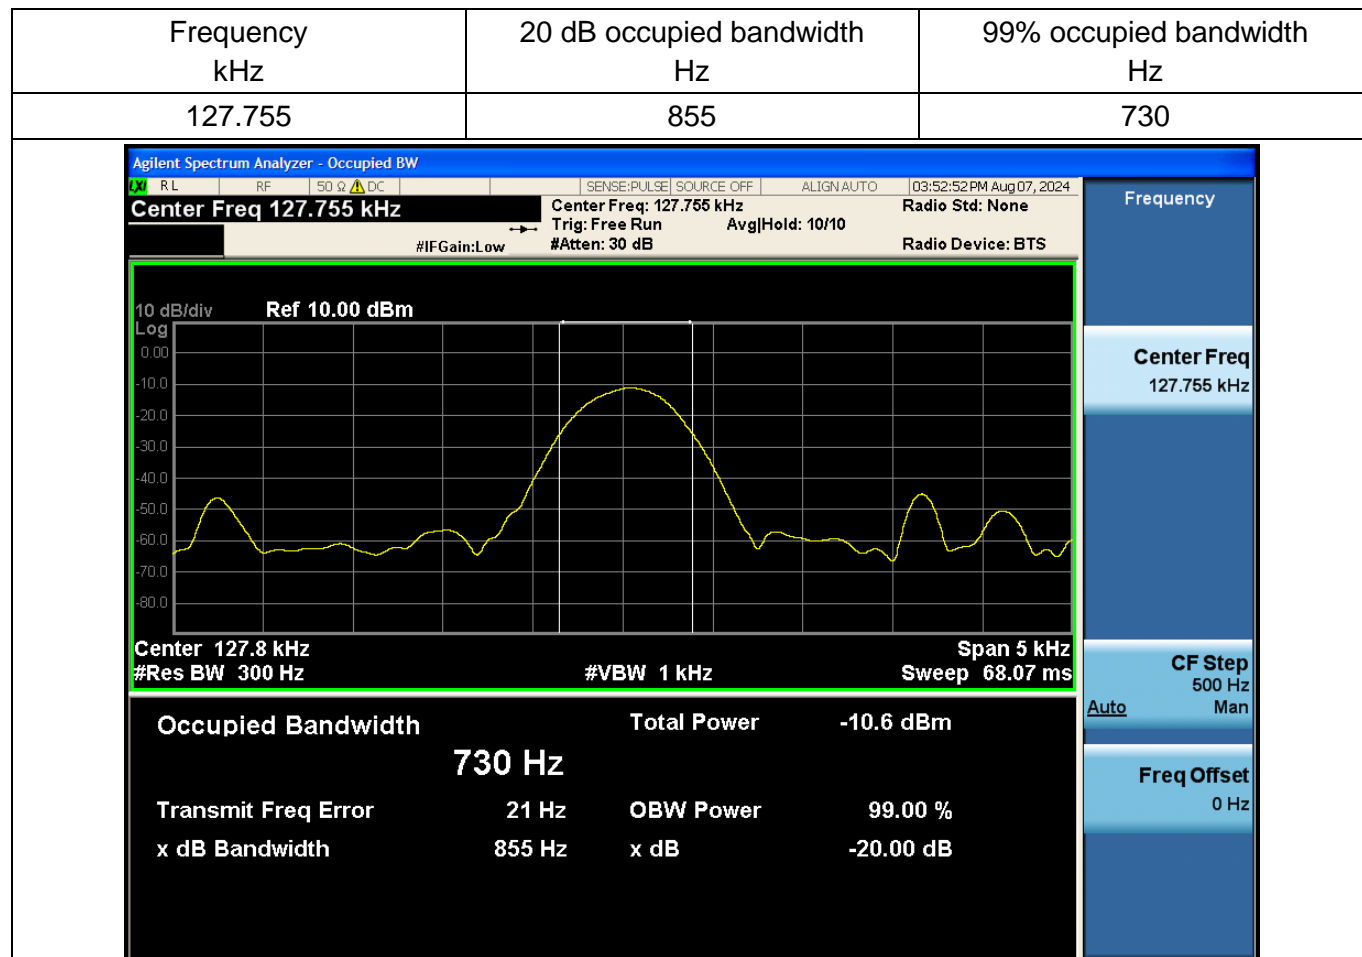 Frequency 20 dB occupied bandwidth 99% occupied bandwidth
kHz Hz Hz
127.755 855 730
Agilent Spectrum Analyzer - Occupied BW
LXI RL RF 50 Ω DC SENSE:PULSE SOURCE OFF ALIGN AUTO 03:52:52 PM Aug 07, 2024
Center Freq 127.755 kHz Center Freq: 127.755 kHz Radio Std: None
Trig: Free Run Avg|Hold: 10/10
#IFGain:Low #Atten: 30 dB Radio Device: BTS
Frequency
10 dB/div Ref 10.00 dBm
Log
0.00
-10.0
-20.0
-30.0
-40.0
-50.0
-60.0
-70.0
-80.0
Center 127.8 kHz Span 5 kHz
#Res BW 300 Hz #VBW 1 kHz Sweep 68.07 ms
Center Freq
127.755 kHz
CF Step
500 Hz
Auto Man
Freq Offset
0 Hz
Occupied Bandwidth Total Power -10.6 dBm
730 Hz
Transmit Freq Error 21 Hz OBW Power 99.00 %
x dB Bandwidth 855 Hz x dB -20.00 dB